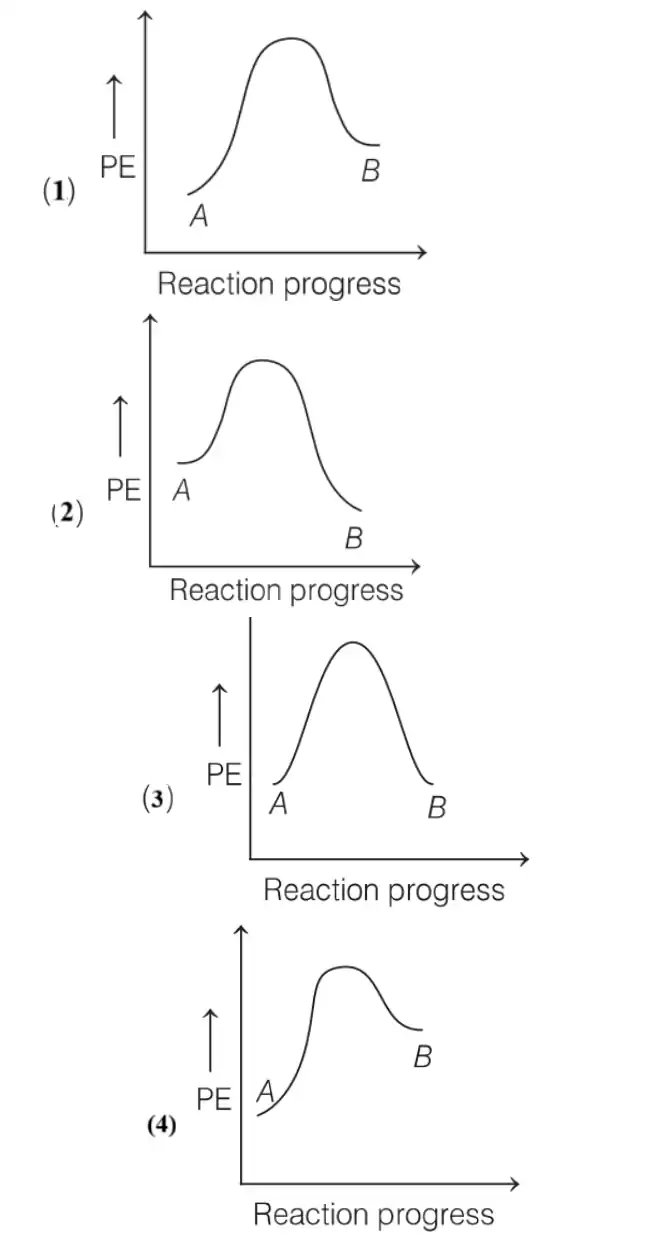 PE
B
(1)
A
Reaction progress
PE
A
(2)
B
Reaction progress
PE
(3)
A
B
Reaction progress
B
PE
A
(4)
Reaction progress